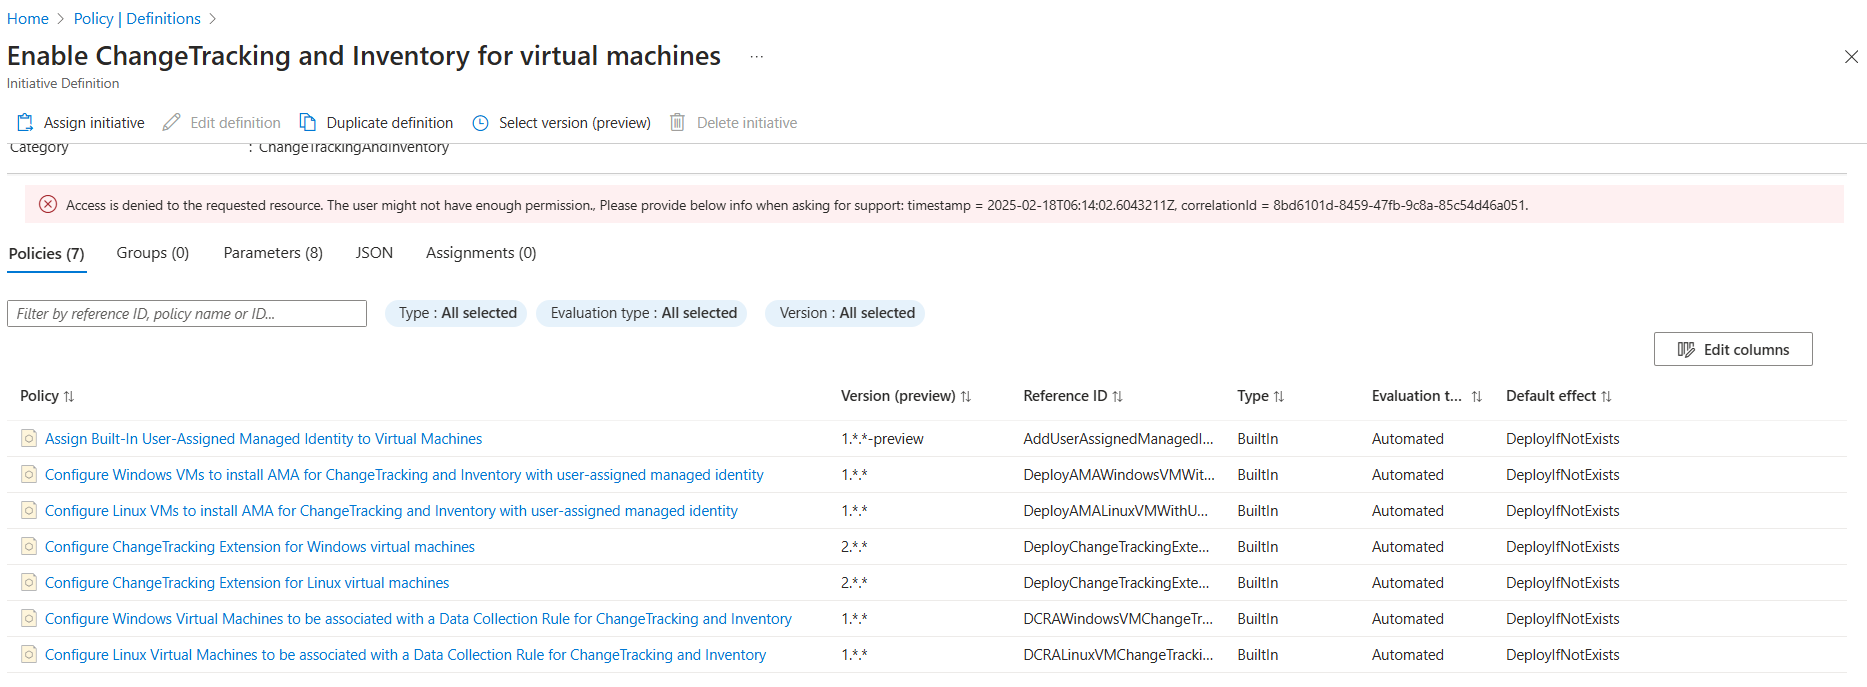 Home > Policy | Definitions >
Enable ChangeTracking and Inventory for virtual machines ...
Initiative Definition
Assign initiative Edit definition Duplicate definition Select version (preview) Delete initiative
Category : ChangeTrackingAndInventory
Access is denied to the requested resource. The user might not have enough permission., Please provide below info when asking for support: timestamp = 2025-02-18T06:14:02.6043211Z, correlationId = 8bd6101d-8459-47fb-9c8a-85c54d46a051.
Policies (7) Groups (0) Parameters (8) JSON Assignments (0)
Filter by reference ID, policy name or ID... Type : All selected Evaluation type : All selected Version : All selected
Edit columns
Policy Version (preview) Reference ID Type Evaluation t... Default effect
Assign Built-In User-Assigned Managed Identity to Virtual Machines 1.*.*-preview AddUserAssignedManagedI... BuiltIn Automated DeployIfNotExists
Configure Windows VMs to install AMA for ChangeTracking and Inventory with user-assigned managed identity 1.*.* DeployAMAWindowsVMWit... BuiltIn Automated DeployIfNotExists
Configure Linux VMs to install AMA for ChangeTracking and Inventory with user-assigned managed identity 1.*.* DeployAMALinuxVMWithU... BuiltIn Automated DeployIfNotExists
Configure ChangeTracking Extension for Windows virtual machines 2.*.* DeployChangeTrackingExte... BuiltIn Automated DeployIfNotExists
Configure ChangeTracking Extension for Linux virtual machines 2.*.* DeployChangeTrackingExte... BuiltIn Automated DeployIfNotExists
Configure Windows Virtual Machines to be associated with a Data Collection Rule for ChangeTracking and Inventory 1.*.* DCRAWindowsVMChangeTr... BuiltIn Automated DeployIfNotExists
Configure Linux Virtual Machines to be associated with a Data Collection Rule for ChangeTracking and Inventory 1.*.* DCRALinuxVMChangeTracki... BuiltIn Automated DeployIfNotExists